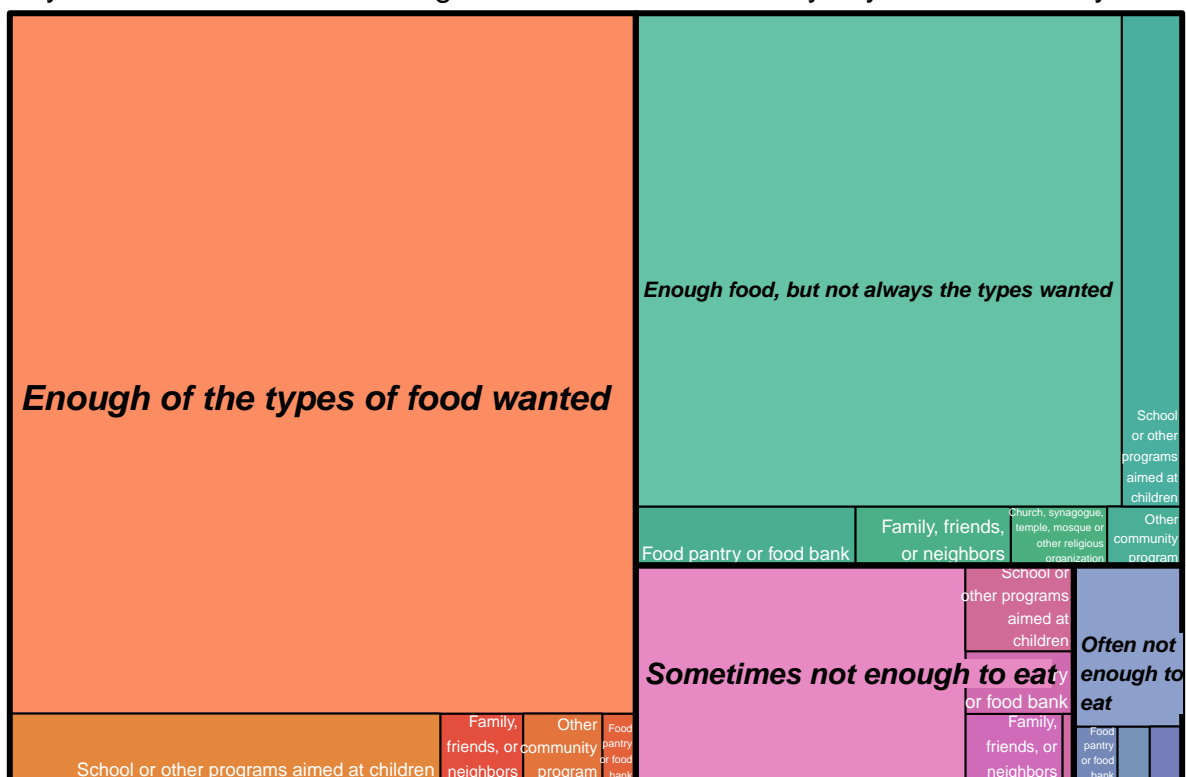 Enough of the types of food wanted
School or other programs aimed at children
Family,
friends, or
neighbors
Other
community
program
Food
pantry
or food
bank
Enough food, but not always the types wanted
School
or other
programs
aimed at
children
Food pantry or food bank
Family, friends,
or neighbors
Church, synagogue,
temple, mosque or
other religious
organization
Other
community
program
Sometimes not enough to eat
School or
other programs
aimed at
children
or food bank
Family,
friends, or
neighbors
Often not
enough to
eat
Food
pantry
or food
bank